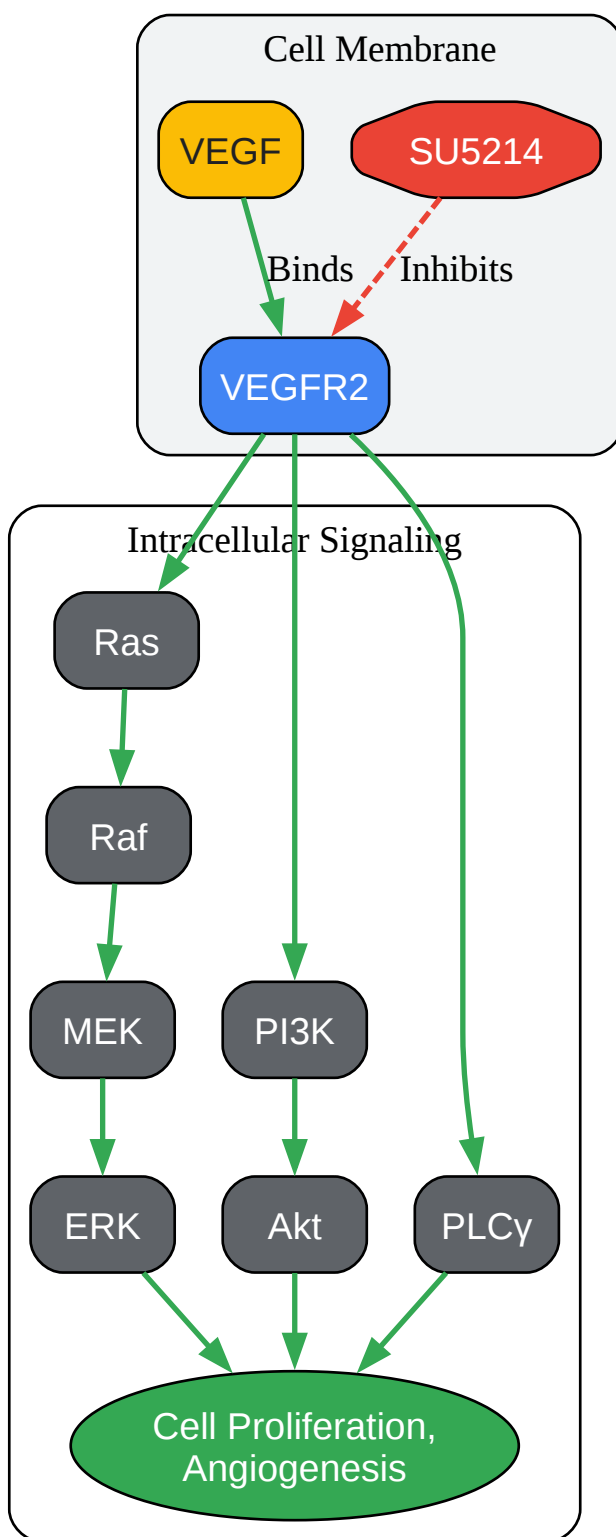 Cell Membrane
VEGF
SU5214
Binds
Inhibits
VEGFR2
Intracellular Signaling
Ras
Raf
MEK
PI3K
ERK
Akt
PLCγ
Cell Proliferation,
Angiogenesis